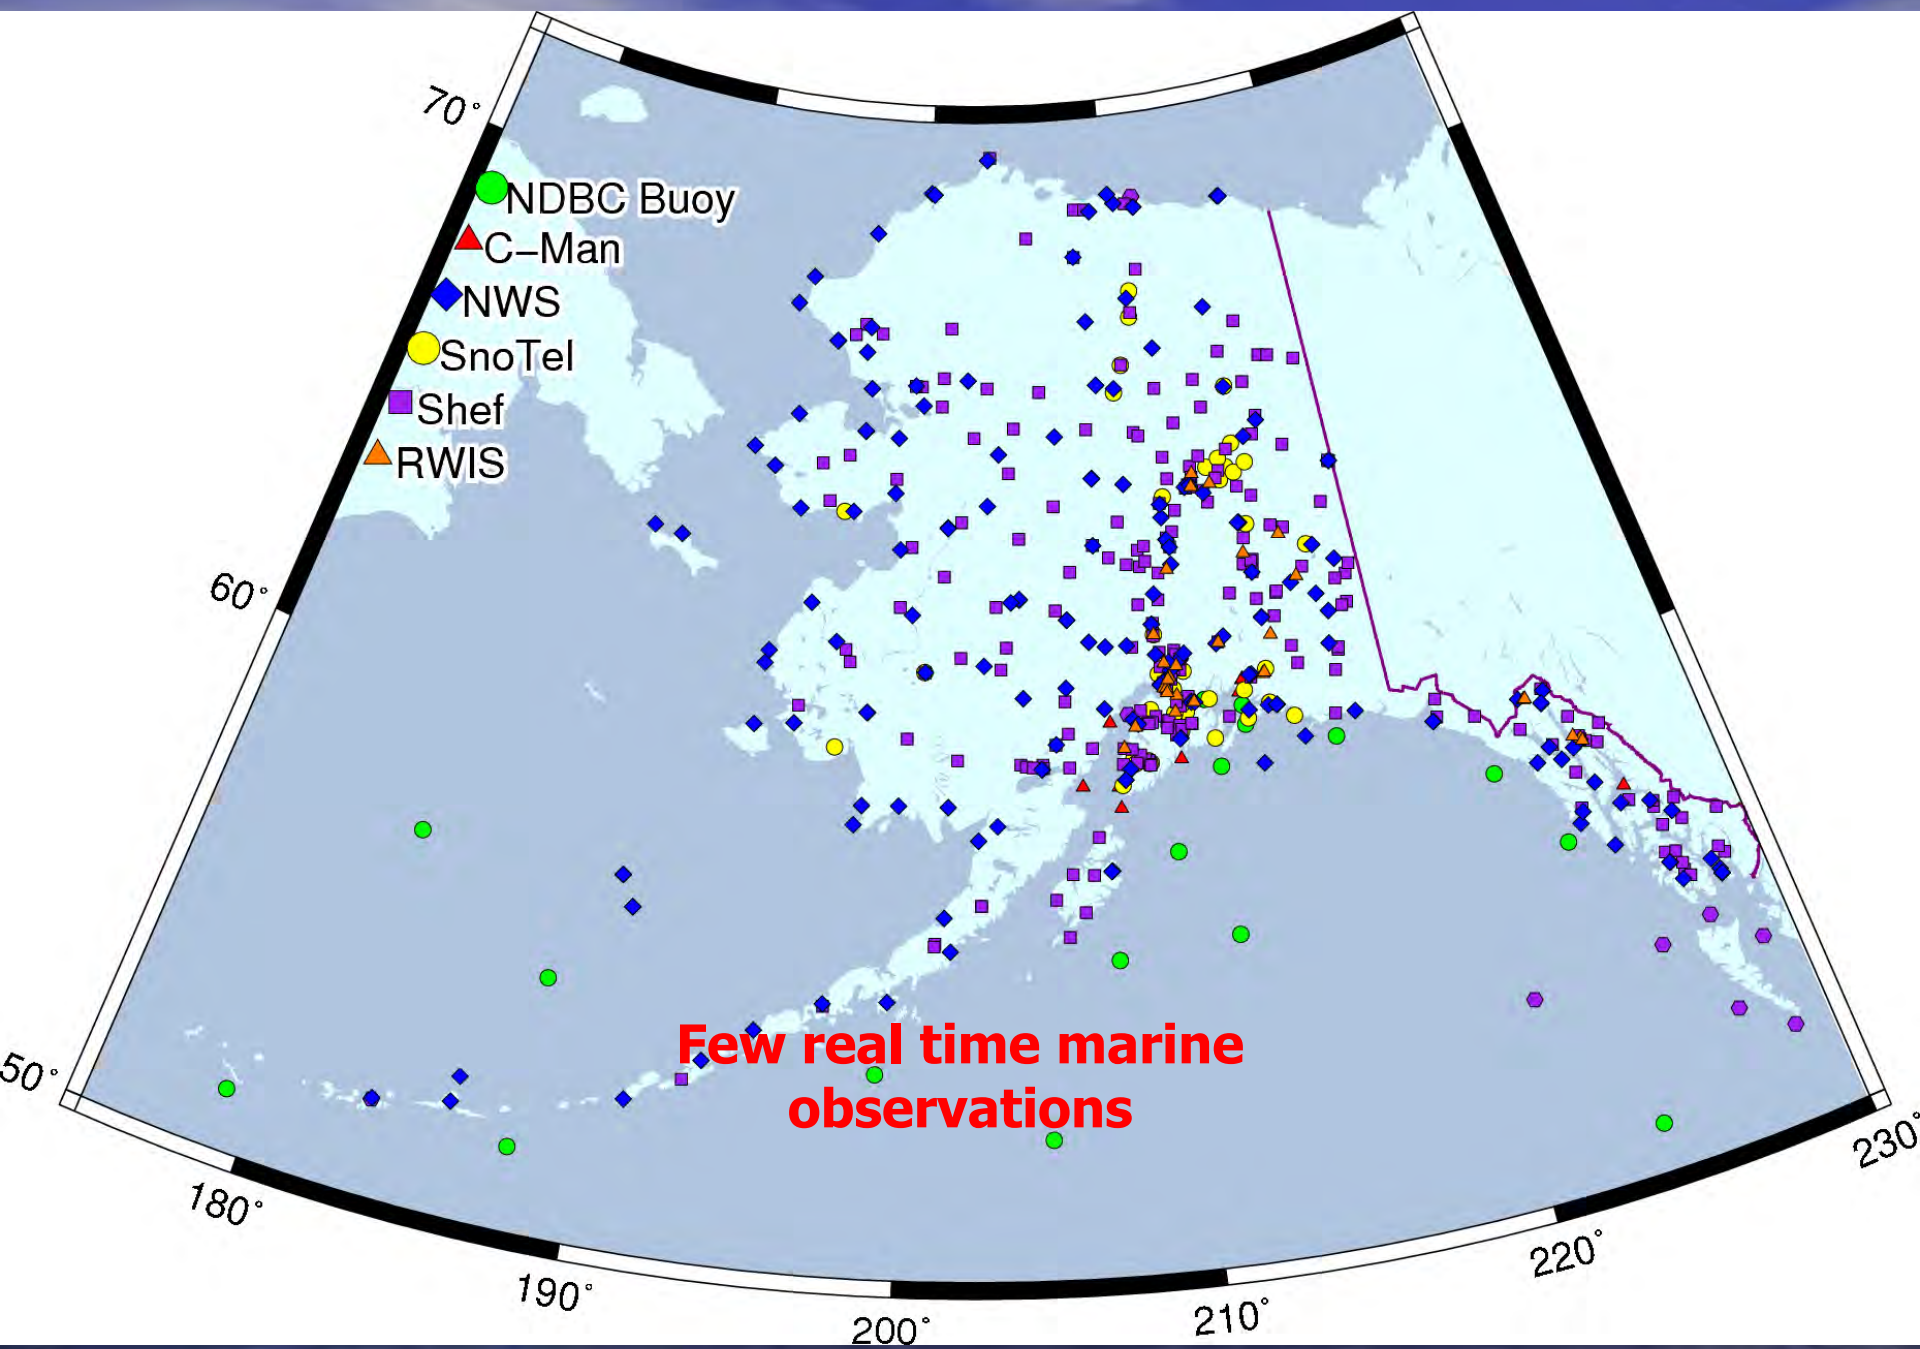 70°
NDBC Buoy
C–Man
NWS
SnoTel
Shef
RWIS
60°
50°
Few real time marine
observations
180°
190°
200°
210°
220°
230°